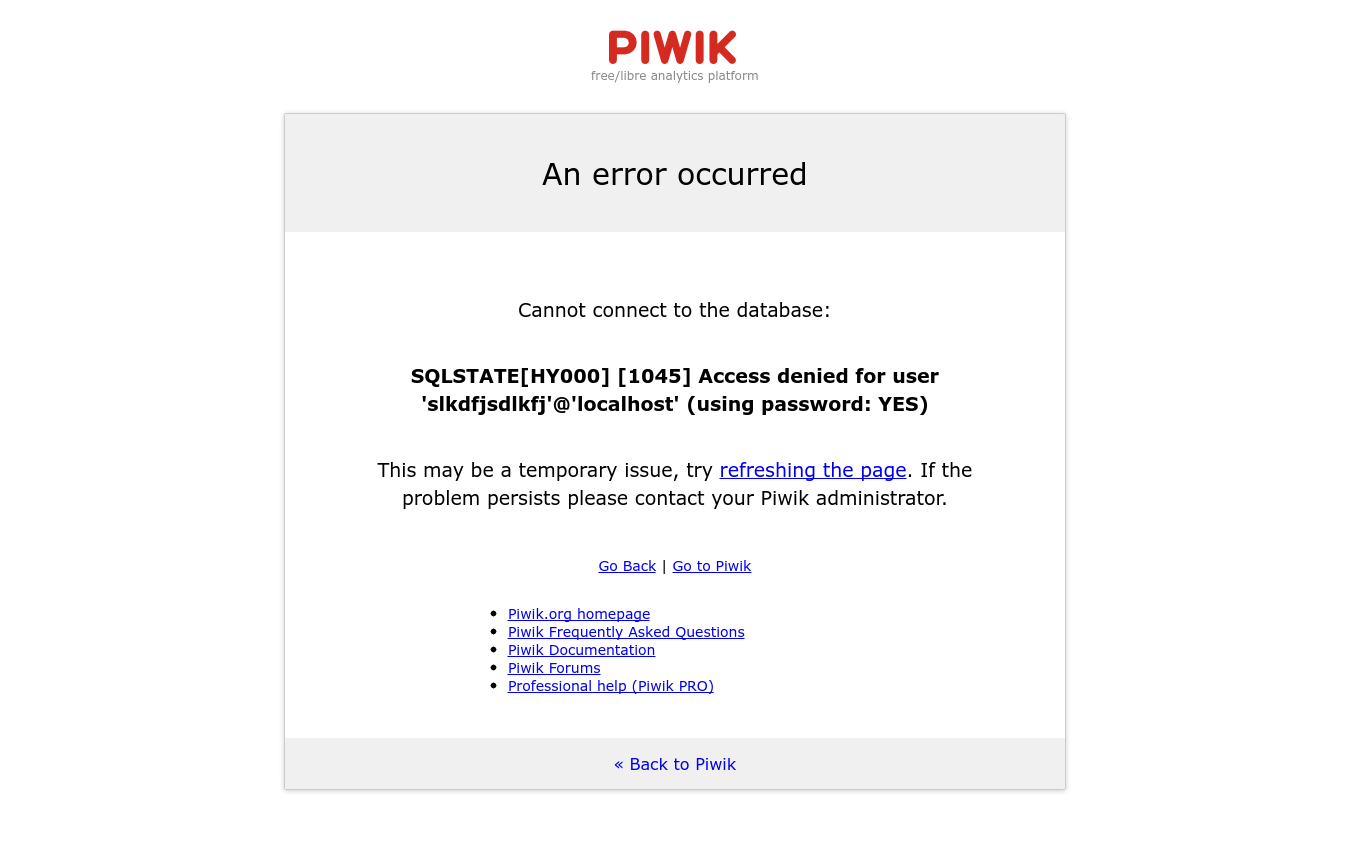 PIWIK
free/libre analytics platform
An error occurred
Cannot connect to the database:
SQLSTATE[HY000] [1045] Access denied for user
'slkdfjsdlkfj'@'localhost' (using password: YES)
This may be a temporary issue, try refreshing the page. If the
problem persists please contact your Piwik administrator.
Go Back | Go to Piwik
• Piwik.org homepage
• Piwik Frequently Asked Questions
• Piwik Documentation
• Piwik Forums
• Professional help (Piwik PRO)
« Back to Piwik